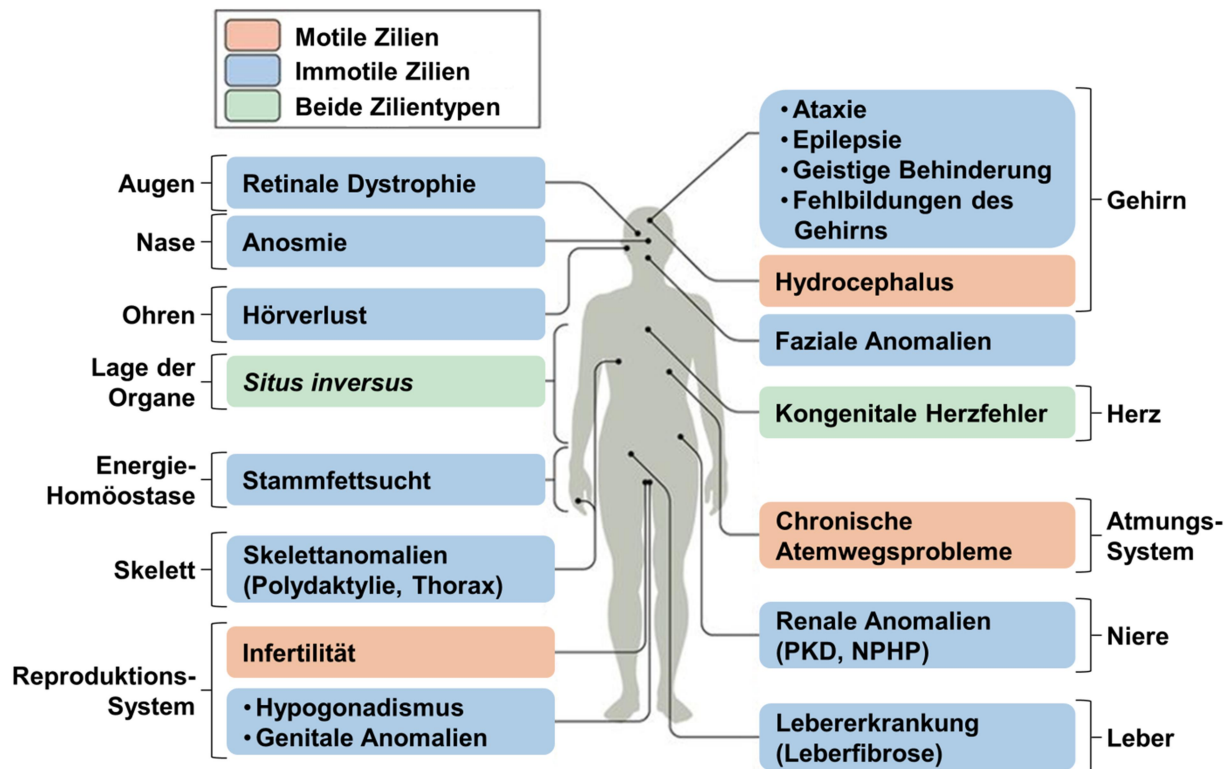 Motile Zilien
Immotile Zilien
Beide Zilientypen
Augen
Retinale Dystrophie
Nase
Anosmie
Ohren
Hörverlust
Lage der
Organe
Situs inversus
Energie-
Homöostase
Stammfettsucht
Skelett
Skelettanomalien
(Polydaktylie, Thorax)
Reproduktions-
System
Infertilität
• Hypogonadismus
• Genitale Anomalien
• Ataxie
• Epilepsie
• Geistige Behinderung
• Fehlbildungen des
Gehirns
Gehirn
Hydrocephalus
Faziale Anomalien
Kongenitale Herzfehler
Herz
Chronische
Atemwegsprobleme
Atmungs-
System
Renale Anomalien
(PKD, NPHP)
Niere
Lebererkrankung
(Leberfibrose)
Leber